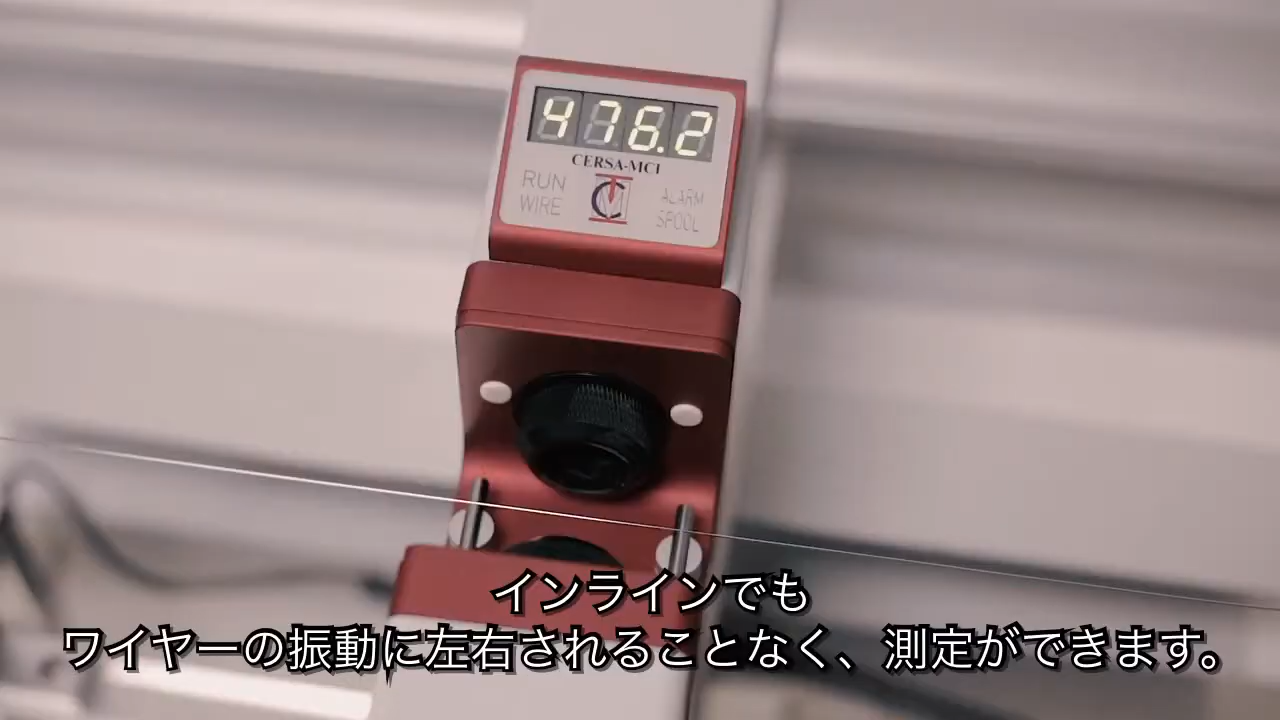 476.2
CERSA-MCI
RUN
WIRE
ALARM
SPOOL
インラインでも
ワイヤーの振動に左右されることなく、測定ができます。